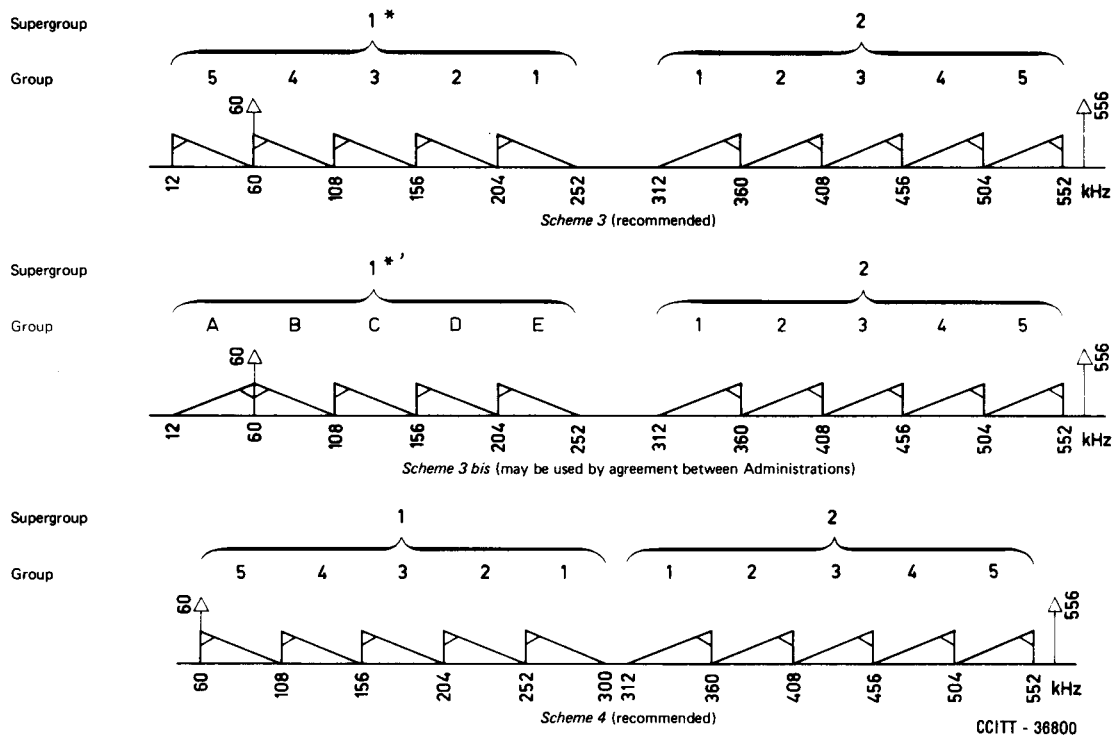 Supergroup 1 * 2
Group 5 4 3 2 1 1 2 3 4 5
60 556
12 60 108 156 204 252 312 360 408 456 504 552 kHz
Scheme 3 (recommended)
Supergroup 1 *' 2
Group A B C D E 1 2 3 4 5
60 556
12 60 108 156 204 252 312 360 408 456 504 552 kHz
Scheme 3 bis (may be used by agreement between Administrations)
Supergroup 1 2
Group 5 4 3 2 1 1 2 3 4 5
60 556
60 108 156 204 252 300 312 360 408 456 504 552 kHz
Scheme 4 (recommended)
CCITT - 36800